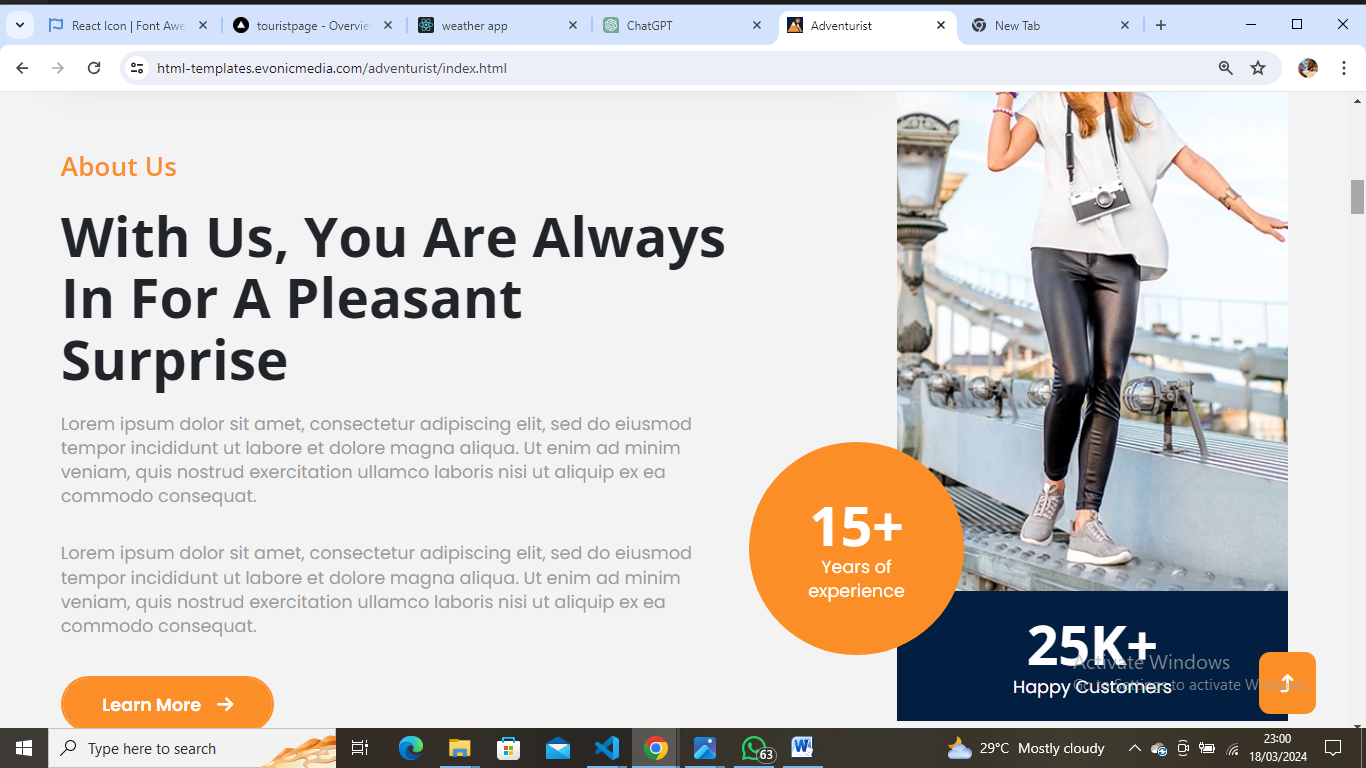 React Icon | Font Awe
touristpage - Overvie
weather app
ChatGPT
Adventurist
New Tab
html-templates.evonicmedia.com/adventurist/index.html
About Us
With Us, You Are Always
In For A Pleasant
Surprise
Lorem ipsum dolor sit amet, consectetur adipiscing elit, sed do eiusmod
tempor incididunt ut labore et dolore magna aliqua. Ut enim ad minim
veniam, quis nostrud exercitation ullamco laboris nisi ut aliquip ex ea
commodo consequat.
Lorem ipsum dolor sit amet, consectetur adipiscing elit, sed do eiusmod
tempor incididunt ut labore et dolore magna aliqua. Ut enim ad minim
veniam, quis nostrud exercitation ullamco laboris nisi ut aliquip ex ea
commodo consequat.
Learn More
15+
Years of
experience
25K+
Happy Customers
Activate Windows
Go to Settings to activate Windows.
Type here to search
63
29°C Mostly cloudy
23:00
18/03/2024